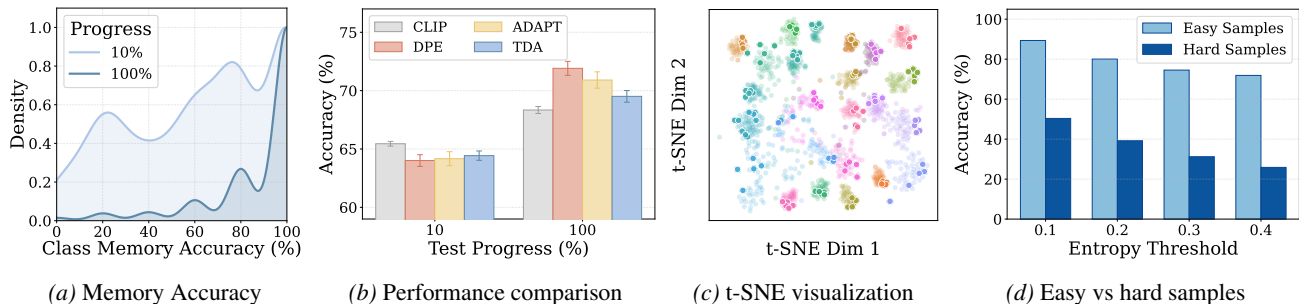 Progress
10%
100%
1.0
0.8
0.6
0.4
0.2
0.0
Density
0 20 40 60 80 100
Class Memory Accuracy (%)
(a) Memory Accuracy
CLIP
DPE
ADAPT
TDA
75
70
65
60
Accuracy (%)
10 100
Test Progress (%)
(b) Performance comparison
t-SNE Dim 2
t-SNE Dim 1
(c) t-SNE visualization
Easy Samples
Hard Samples
100
80
60
40
20
0
Accuracy (%)
0.1 0.2 0.3 0.4
Entropy Threshold
(d) Easy vs hard samples